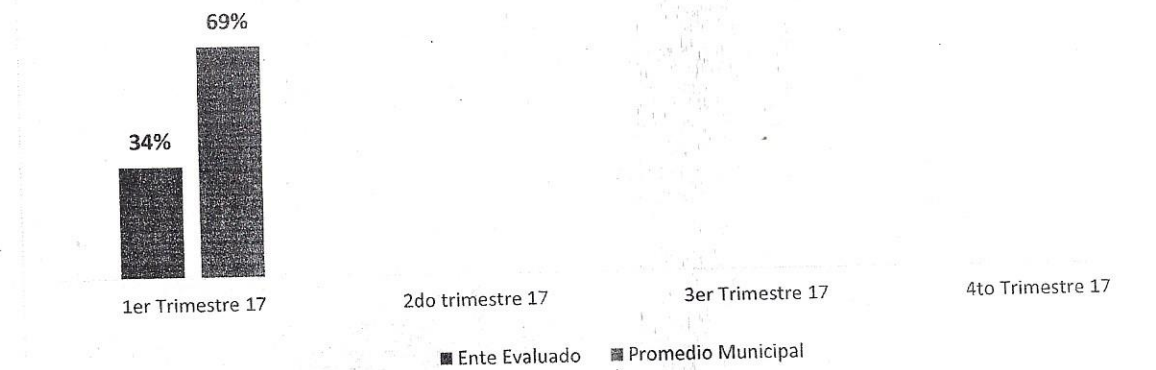 69%
34%
1er Trimestre 17
2do trimestre 17
3er Trimestre 17
4to Trimestre 17
Ente Evaluado
Promedio Municipal